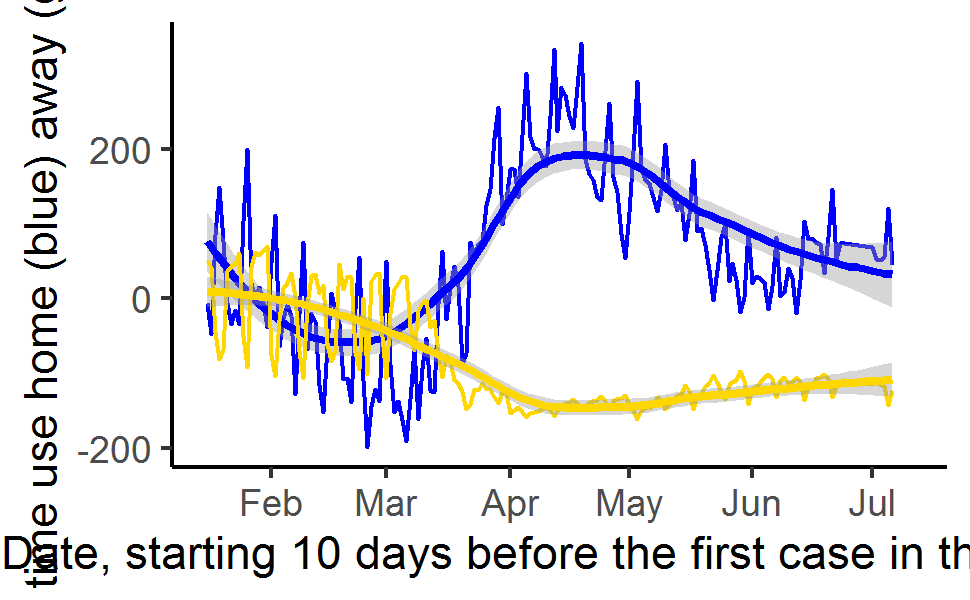 time use home (blue) away (
200
0
-200
Feb Mar Apr May Jun Jul
Date, starting 10 days before the first case in th